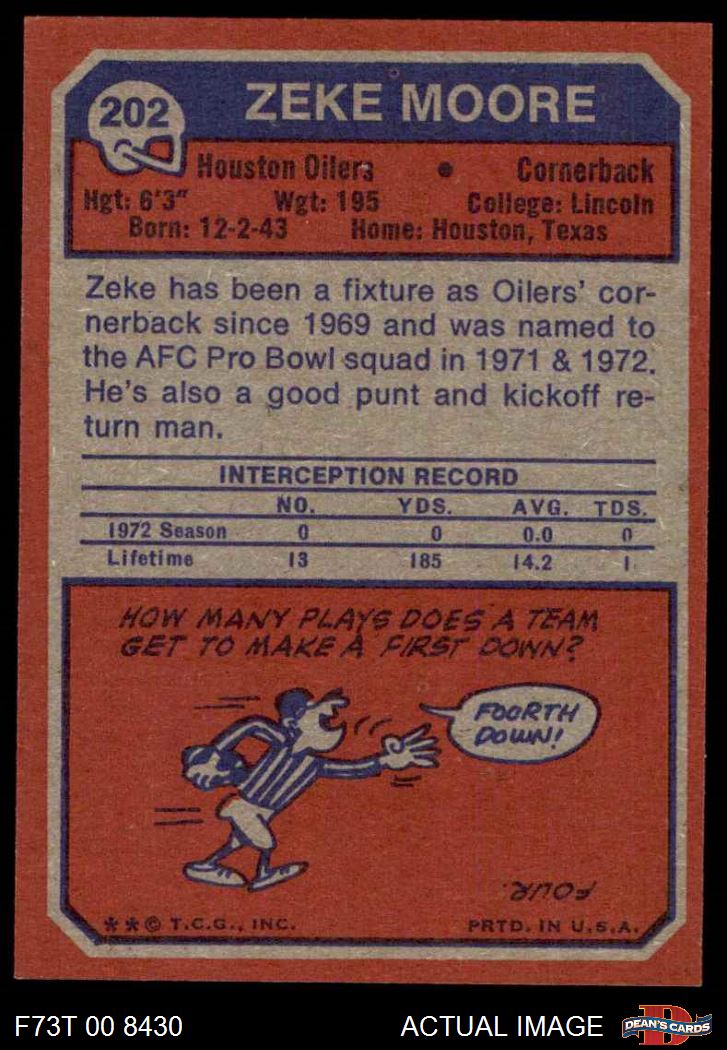 202
ZEKE MOORE
Houston Oilers • Cornerback
Hgt: 6'3" Wgt: 195 College: Lincoln
Born: 12-2-43 Home: Houston, Texas
Zeke has been a fixture as Oilers' cor-
nerback since 1969 and was named to
the AFC Pro Bowl squad in 1971 & 1972.
He's also a good punt and kickoff re-
turn man.
INTERCEPTION RECORD
NO. YDS. AVG. TDS.
1972 Season 0 0 0.0 0
Lifetime 13 185 14.2 1
HOW MANY PLAYS DOES A TEAM
GET TO MAKE A FIRST DOWN?
FOURTH
DOWN!
FOUR.
**© T.C.G., INC. PRTD. IN U.S.A.
F73T 00 8430 ACTUAL IMAGE
D
DEAN'S CARDS